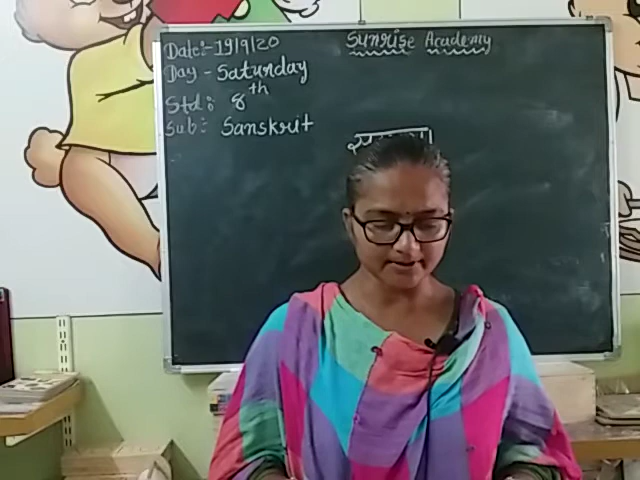 Sunrise Academy
Date:- 19/9/20
Day - Saturday
Std: 8th
Sub: Sanskrit